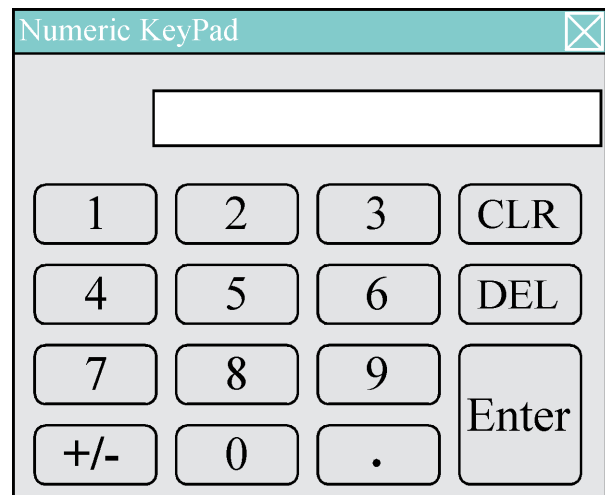 Numeric KeyPad
1 2 3 CLR
4 5 6 DEL
7 8 9
Enter
+/- 0 .